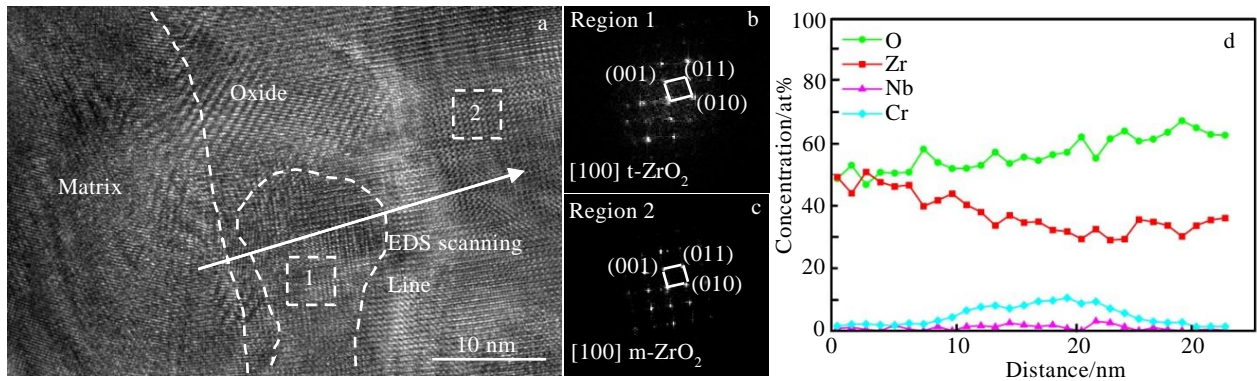 a
Oxide
2
Matrix
EDS scanning
1
Line
10 nm
Region 1
b
(001)
(011)
(010)
[100] t-ZrO₂
Region 2
c
(001)
(011)
(010)
[100] m-ZrO₂
d
O
Zr
Nb
Cr
Concentration/at%
100
80
60
40
20
0
0
10
20
20
Distance/nm